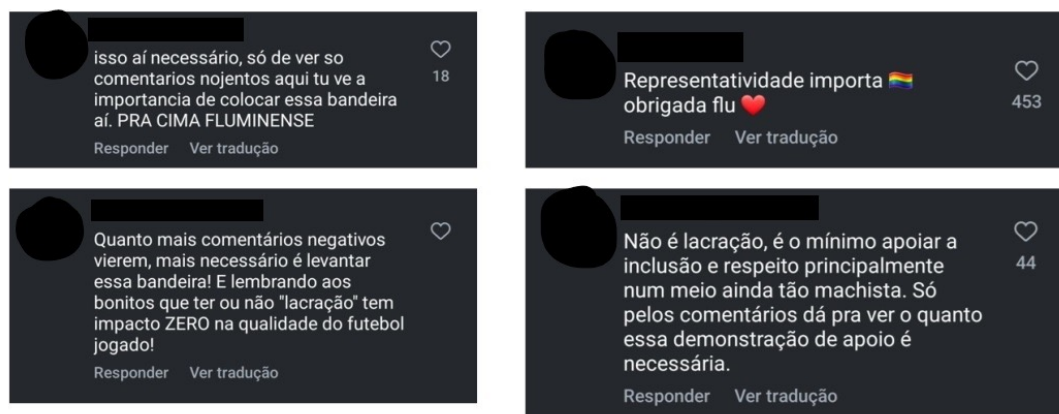 isso aí necessário, só de ver so
comentarios nojentos aqui tu ve a
importancia de colocar essa bandeira
aí. PRA CIMA FLUMINENSE
18
Responder Ver tradução
Representatividade importa 🏳️‍🌈
obrigada flu ❤️
453
Responder Ver tradução
Quanto mais comentários negativos
vierem, mais necessário é levantar
essa bandeira! E lembrando aos
bonitos que ter ou não "lacração" tem
impacto ZERO na qualidade do futebol
jogado!
Responder Ver tradução
Não é lacração, é o mínimo apoiar a
inclusão e respeito principalmente
num meio ainda tão machista. Só
pelos comentários dá pra ver o quanto
essa demonstração de apoio é
necessária.
44
Responder Ver tradução